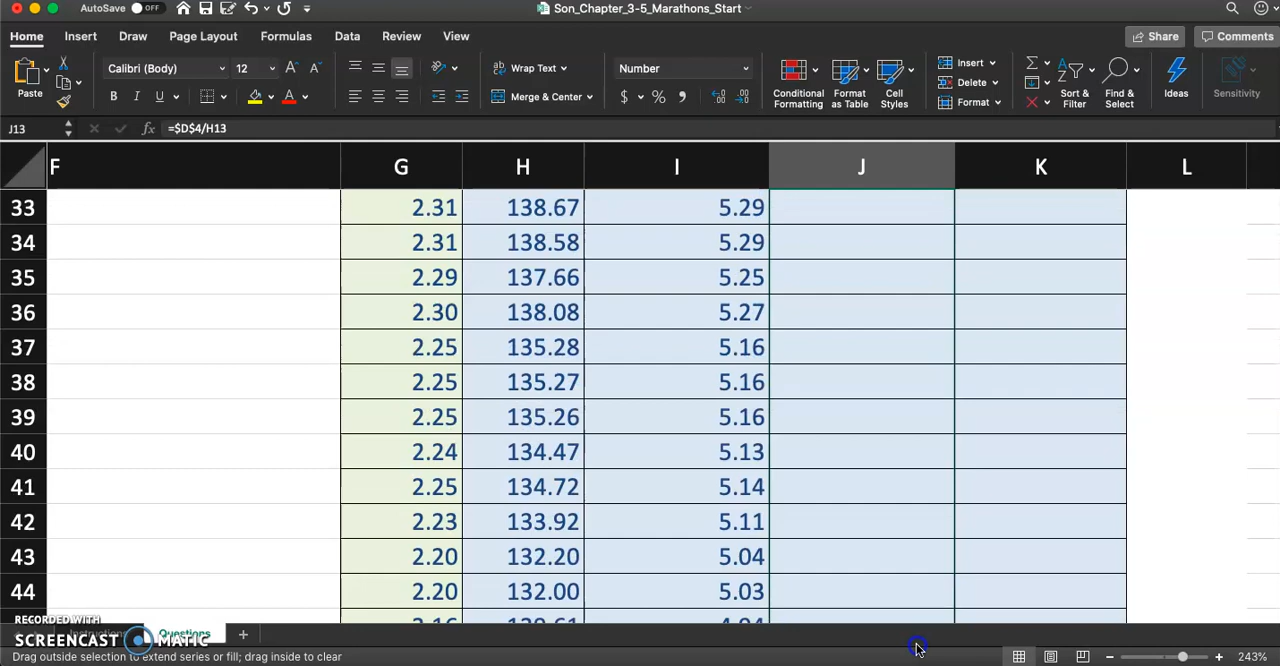 AutoSave OFF Son_Chapter_3-5_Marathons_Start
Home Insert Draw Page Layout Formulas Data Review View Share Comments
Paste Calibri (Body) 12 A A Wrap Text Number Conditional Formatting Format as Table Cell Styles Insert Sort & Filter Find & Select Ideas Sensitivity
B I U A Merge & Center $ % Delete
Format
J13 fx =$D$4/H13
F G H I J K L
33 2.31 138.67 5.29
34 2.31 138.58 5.29
35 2.29 137.66 5.25
36 2.30 138.08 5.27
37 2.25 135.28 5.16
38 2.25 135.27 5.16
39 2.25 135.26 5.16
40 2.24 134.47 5.13
41 2.25 134.72 5.14
42 2.23 133.92 5.11
43 2.20 132.20 5.04
44 2.20 132.00 5.03
RECORDED WITH
SCREENCAST MATIC
Questions +
Drag outside selection to extend series or fill; drag inside to clear 243%